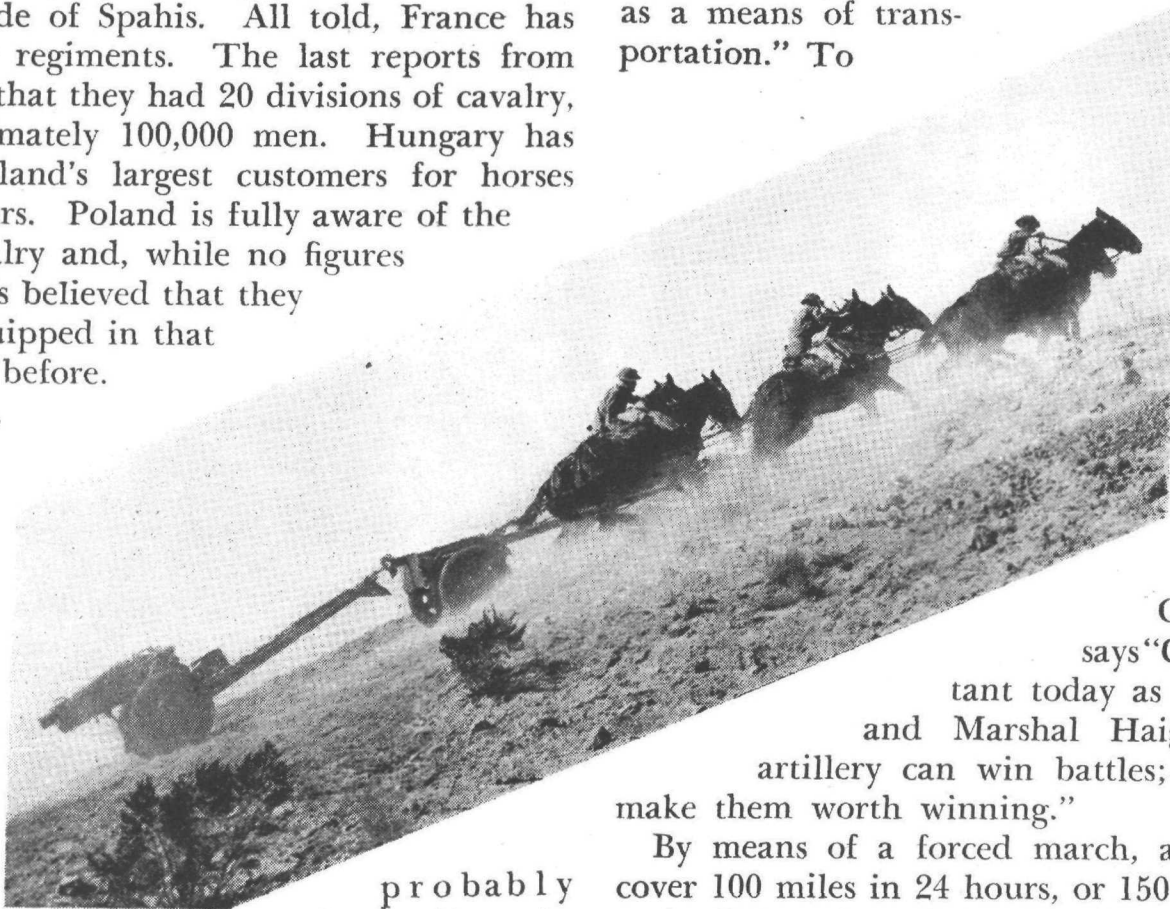 de of Spahis. All told, France has
regiments. The last reports from
that they had 20 divisions of cavalry,
mately 100,000 men. Hungary has
land's largest customers for horses
rs. Poland is fully aware of the
lry and, while no figures
s believed that they
uipped in that
before.
probably
as a means of trans-
portation.” To
says “
tant today as
and Marshal Haig
artillery can win battles;
make them worth winning.”
By means of a forced march, a
cover 100 miles in 24 hours, or 150